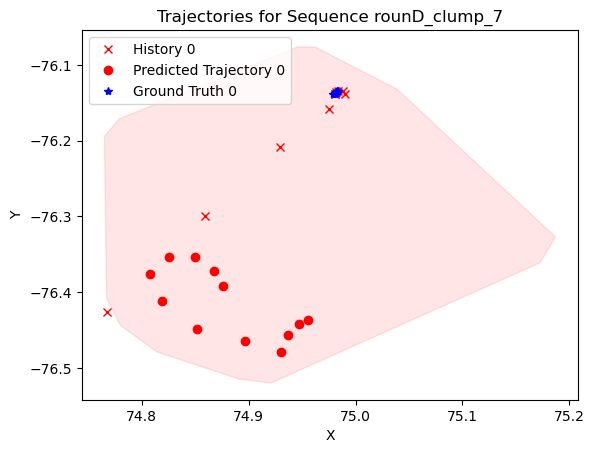 Trajectories for Sequence rounD_clump_7
History 0
Predicted Trajectory 0
Ground Truth 0
Y
−76.1
−76.2
−76.3
−76.4
−76.5
74.8 74.9 75.0 75.1 75.2
X